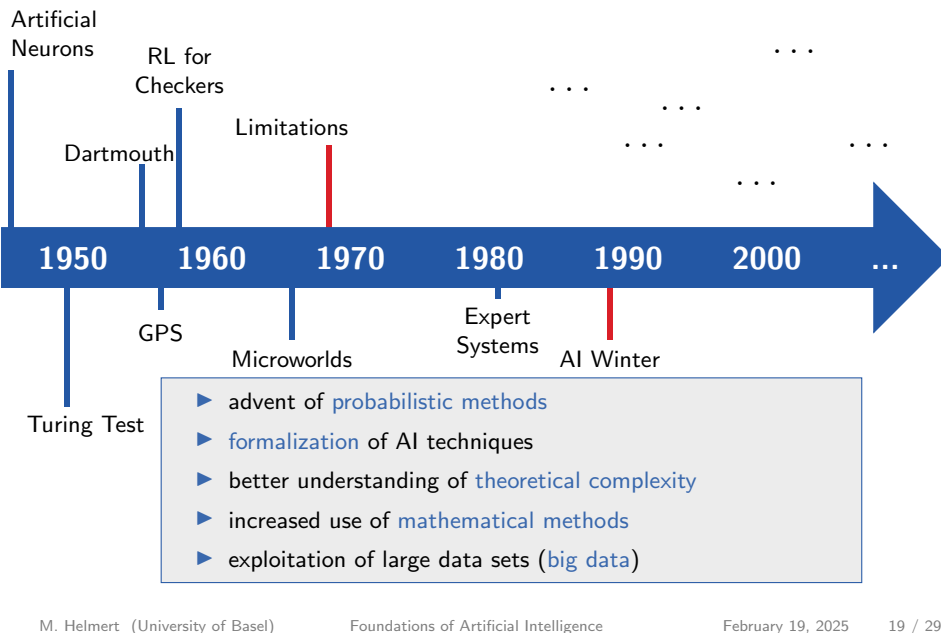 Artificial
Neurons
RL for
Checkers
Dartmouth
Limitations
. . .
. . .
. . .
. . .
. . .
. . .
1950 1960 1970 1980 1990 2000 ...
Turing Test
GPS
Microworlds
Expert
Systems
AI Winter
▶ advent of probabilistic methods
▶ formalization of AI techniques
▶ better understanding of theoretical complexity
▶ increased use of mathematical methods
▶ exploitation of large data sets (big data)
M. Helmert (University of Basel) Foundations of Artificial Intelligence February 19, 2025 19 / 29